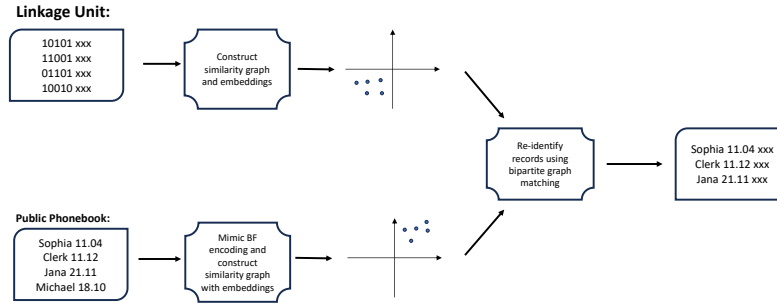 Linkage Unit:
10101 xxx
11001 xxx
01101 xxx
10010 xxx
Construct
similarity graph
and embeddings
Re-identify
records using
bipartite graph
matching
Sophia 11.04 xxx
Clerk 11.12 xxx
Jana 21.11 xxx
Public Phonebook:
Sophia 11.04
Clerk 11.12
Jana 21.11
Michael 18.10
Mimic BF
encoding and
construct
similarity graph
with embeddings